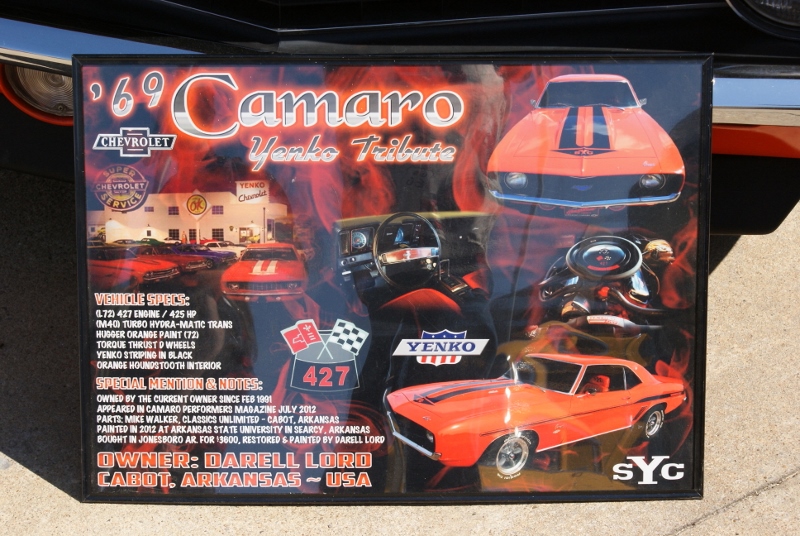 '69 Camaro
Yenko Tribute
CHEVROLET
SUPER
CHEVROLET
SERVICE
OK
YENKO
Chevrolet
SYC
VEHICLE SPECS:
(L72) 427 ENGINE / 425 HP
(M40) TURBO HYDRA-MATIC TRANS
HUGGER ORANGE PAINT (72)
TORQUE THRUST D WHEELS
YENKO STRIPING IN BLACK
ORANGE HOUNDSTOOTH INTERIOR
427
YENKO
SPECIAL MENTION & NOTES:
OWNED BY THE CURRENT OWNER SINCE FEB 1991
APPEARED IN CAMARO PERFORMERS MAGAZINE JULY 2012
PARTS: MIKE WALKER, CLASSICS UNLIMITED - CABOT, ARKANSAS
PAINTED IN 2012 AT ARKANSAS STATE UNIVERSITY IN SEARCY, ARKANSAS
BOUGHT IN JONESBORO AR. FOR $3600, RESTORED & PAINTED BY DARELL LORD
OWNER: DARELL LORD
CABOT, ARKANSAS ~ USA
SYC